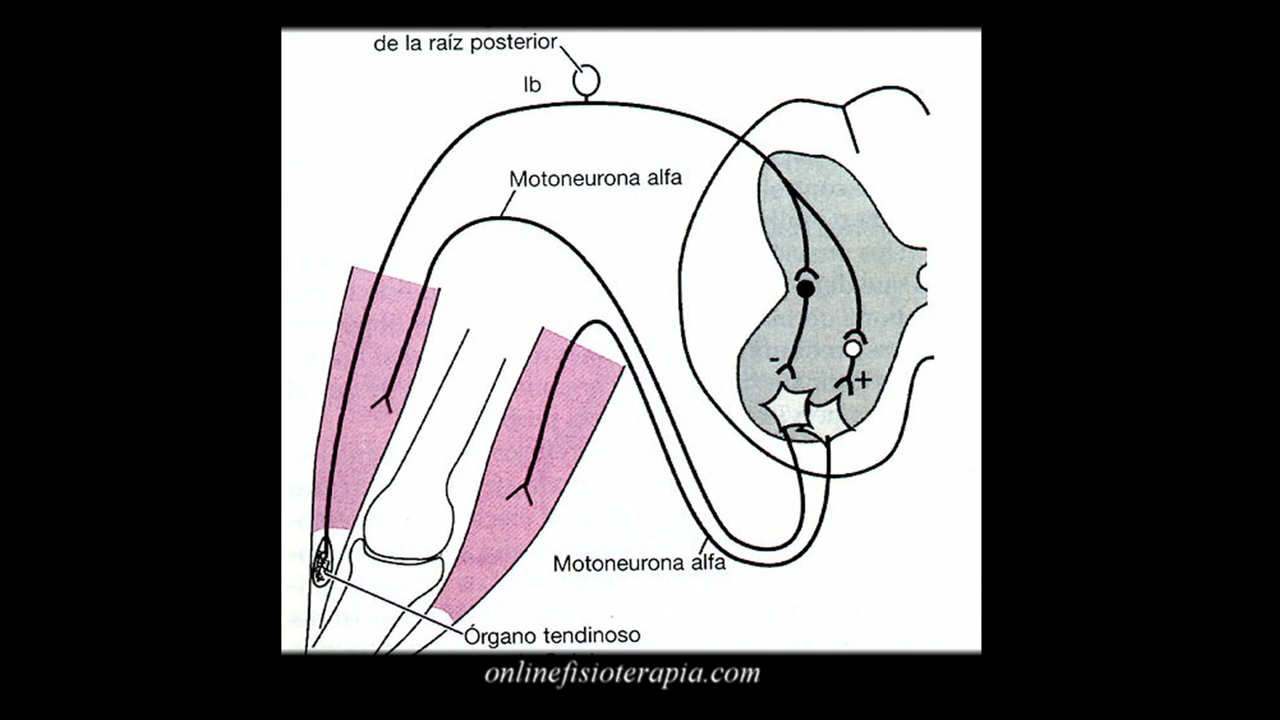 de la raíz posterior
Ib
Motoneurona alfa
-
+
Motoneurona alfa
Órgano tendinoso
onlinefisioterapia.com